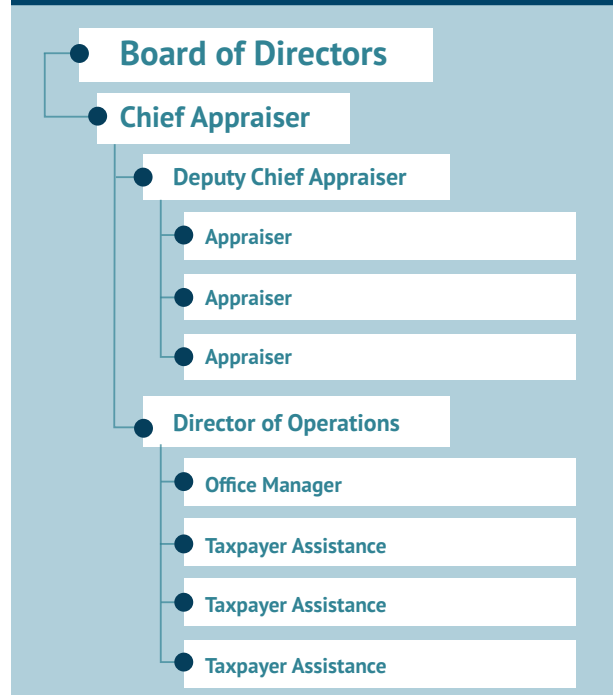 Board of Directors
Chief Appraiser
Deputy Chief Appraiser
Appraiser
Appraiser
Appraiser
Director of Operations
Office Manager
Taxpayer Assistance
Taxpayer Assistance
Taxpayer Assistance